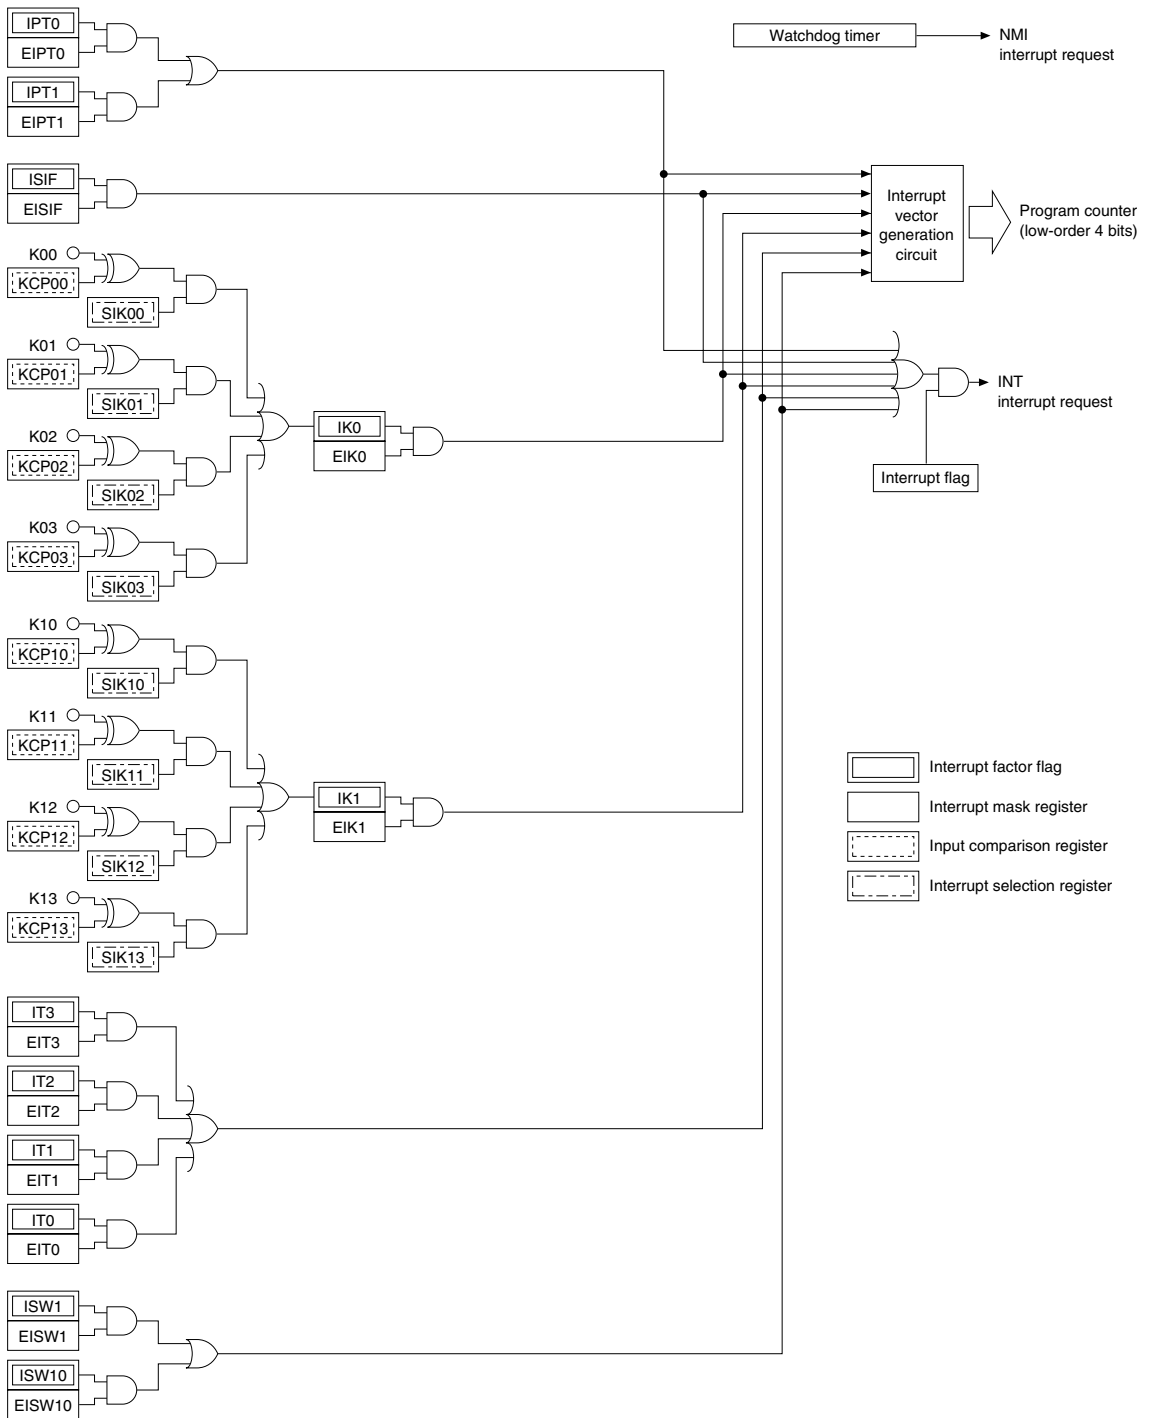 IPT0
EIPT0
IPT1
EIPT1
Watchdog timer
NMI
interrupt request
ISIF
EISIF
Interrupt
vector
generation
circuit
Program counter
(low-order 4 bits)
K00
KCP00
SIK00
K01
KCP01
SIK01
K02
KCP02
SIK02
K03
KCP03
SIK03
IK0
EIK0
INT
interrupt request
Interrupt flag
K10
KCP10
SIK10
K11
KCP11
SIK11
K12
KCP12
SIK12
K13
KCP13
SIK13
IK1
EIK1
Interrupt factor flag
Interrupt mask register
Input comparison register
Interrupt selection register
IT3
EIT3
IT2
EIT2
IT1
EIT1
IT0
EIT0
ISW1
EISW1
ISW10
EISW10